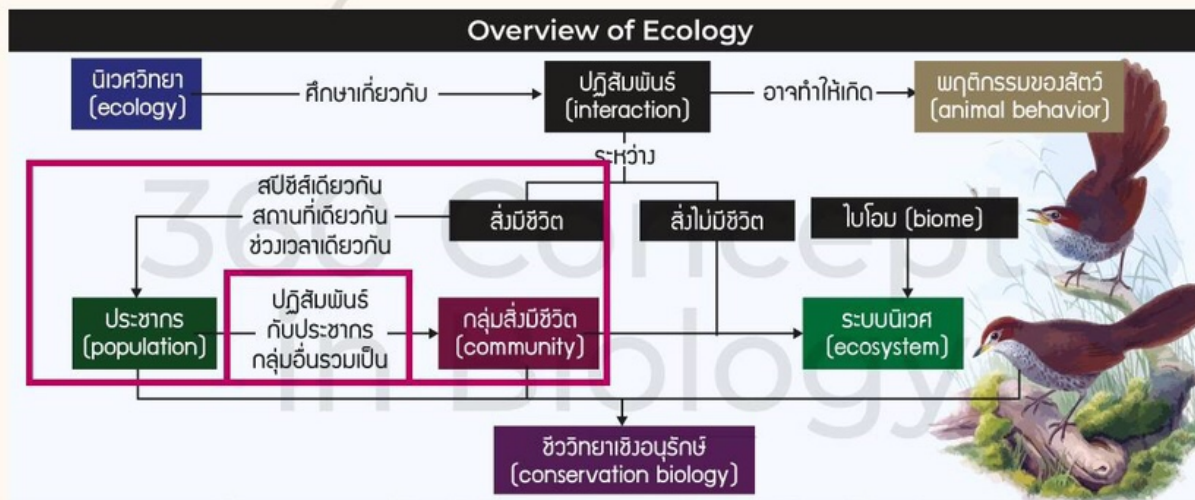 Overview of Ecology
นิเวศวิทยา
(ecology)
ศึกษาเกี่ยวกับ
ปฏิสัมพันธ์
(interaction)
อาจทำให้เกิด
พฤติกรรมของสัตว์
(animal behavior)
ระหว่าง
สปีชีส์เดียวกัน
สถานที่เดียวกัน
ช่วงเวลาเดียวกัน
สิ่งมีชีวิต
สิ่งไม่มีชีวิต
ไบโอม (biome)
ประชากร
(population)
ปฏิสัมพันธ์
กับประชากร
กลุ่มอื่นรวมเป็น
กลุ่มสิ่งมีชีวิต
(community)
ระบบนิเวศ
(ecosystem)
ชีววิทยาเชิงอนุรักษ์
(conservation biology)
360 Concepts
in Biology